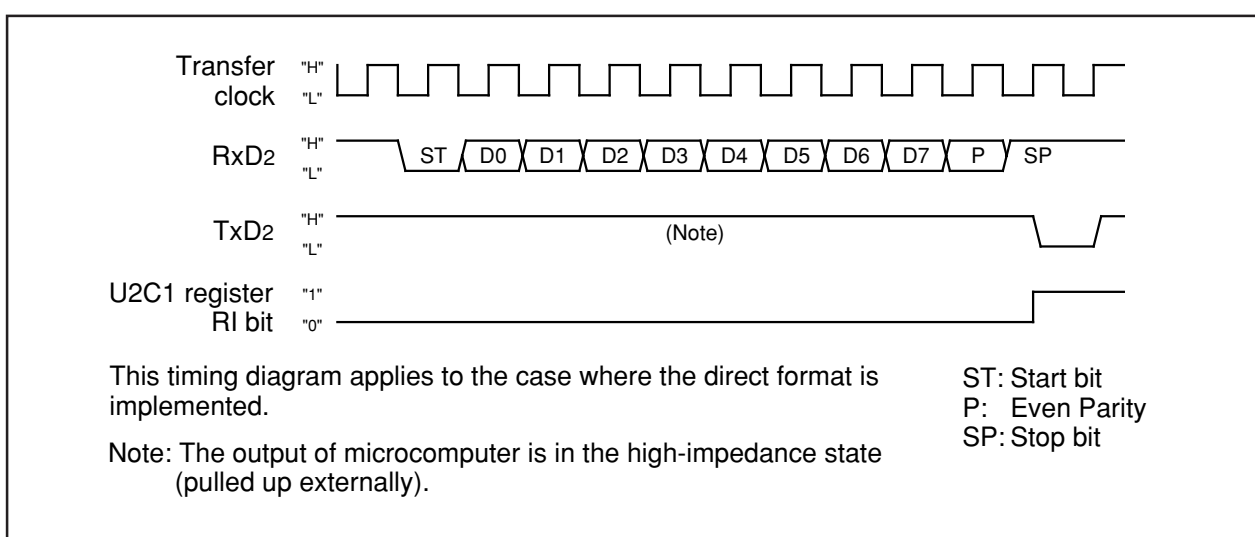 Transfer clock "H" "L"
RxD2 "H" "L"
ST D0 D1 D2 D3 D4 D5 D6 D7 P SP
TxD2 "H" "L"
(Note)
U2C1 register "1"
RI bit "0"
This timing diagram applies to the case where the direct format is
implemented.
Note: The output of microcomputer is in the high-impedance state
(pulled up externally).
ST: Start bit
P: Even Parity
SP: Stop bit